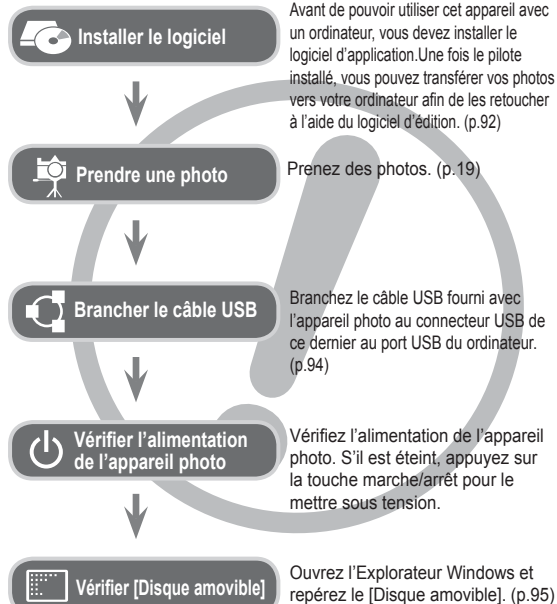 Installer le logiciel
Avant de pouvoir utiliser cet appareil avec
un ordinateur, vous devez installer le
logiciel d’application.Une fois le pilote
installé, vous pouvez transférer vos photos
vers votre ordinateur afin de les retoucher
à l’aide du logiciel d’édition. (p.92)
Prendre une photo
Prenez des photos. (p.19)
Brancher le câble USB
Branchez le câble USB fourni avec
l’appareil photo au connecteur USB de
ce dernier au port USB du ordinateur.
(p.94)
Vérifier l’alimentation
de l’appareil photo
Vérifiez l’alimentation de l’appareil
photo. S’il est éteint, appuyez sur
la touche marche/arrêt pour le
mettre sous tension.
Vérifier [Disque amovible]
Ouvrez l’Explorateur Windows et
repérez le [Disque amovible]. (p.95)